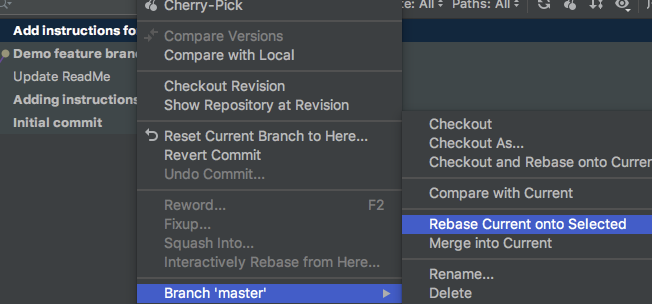 Cherry-Pick
te: All
Paths: All
Add instructions fo
Demo feature bran
Update ReadMe
Adding instructions
Initial commit
Compare Versions
Compare with Local
Checkout Revision
Show Repository at Revision
Reset Current Branch to Here...
Revert Commit
Undo Commit...
Reword... F2
Fixup...
Squash Into...
Interactively Rebase from Here...
Branch 'master'
Checkout
Checkout As...
Checkout and Rebase onto Curre
Compare with Current
Rebase Current onto Selected
Merge into Current
Rename...
Delete